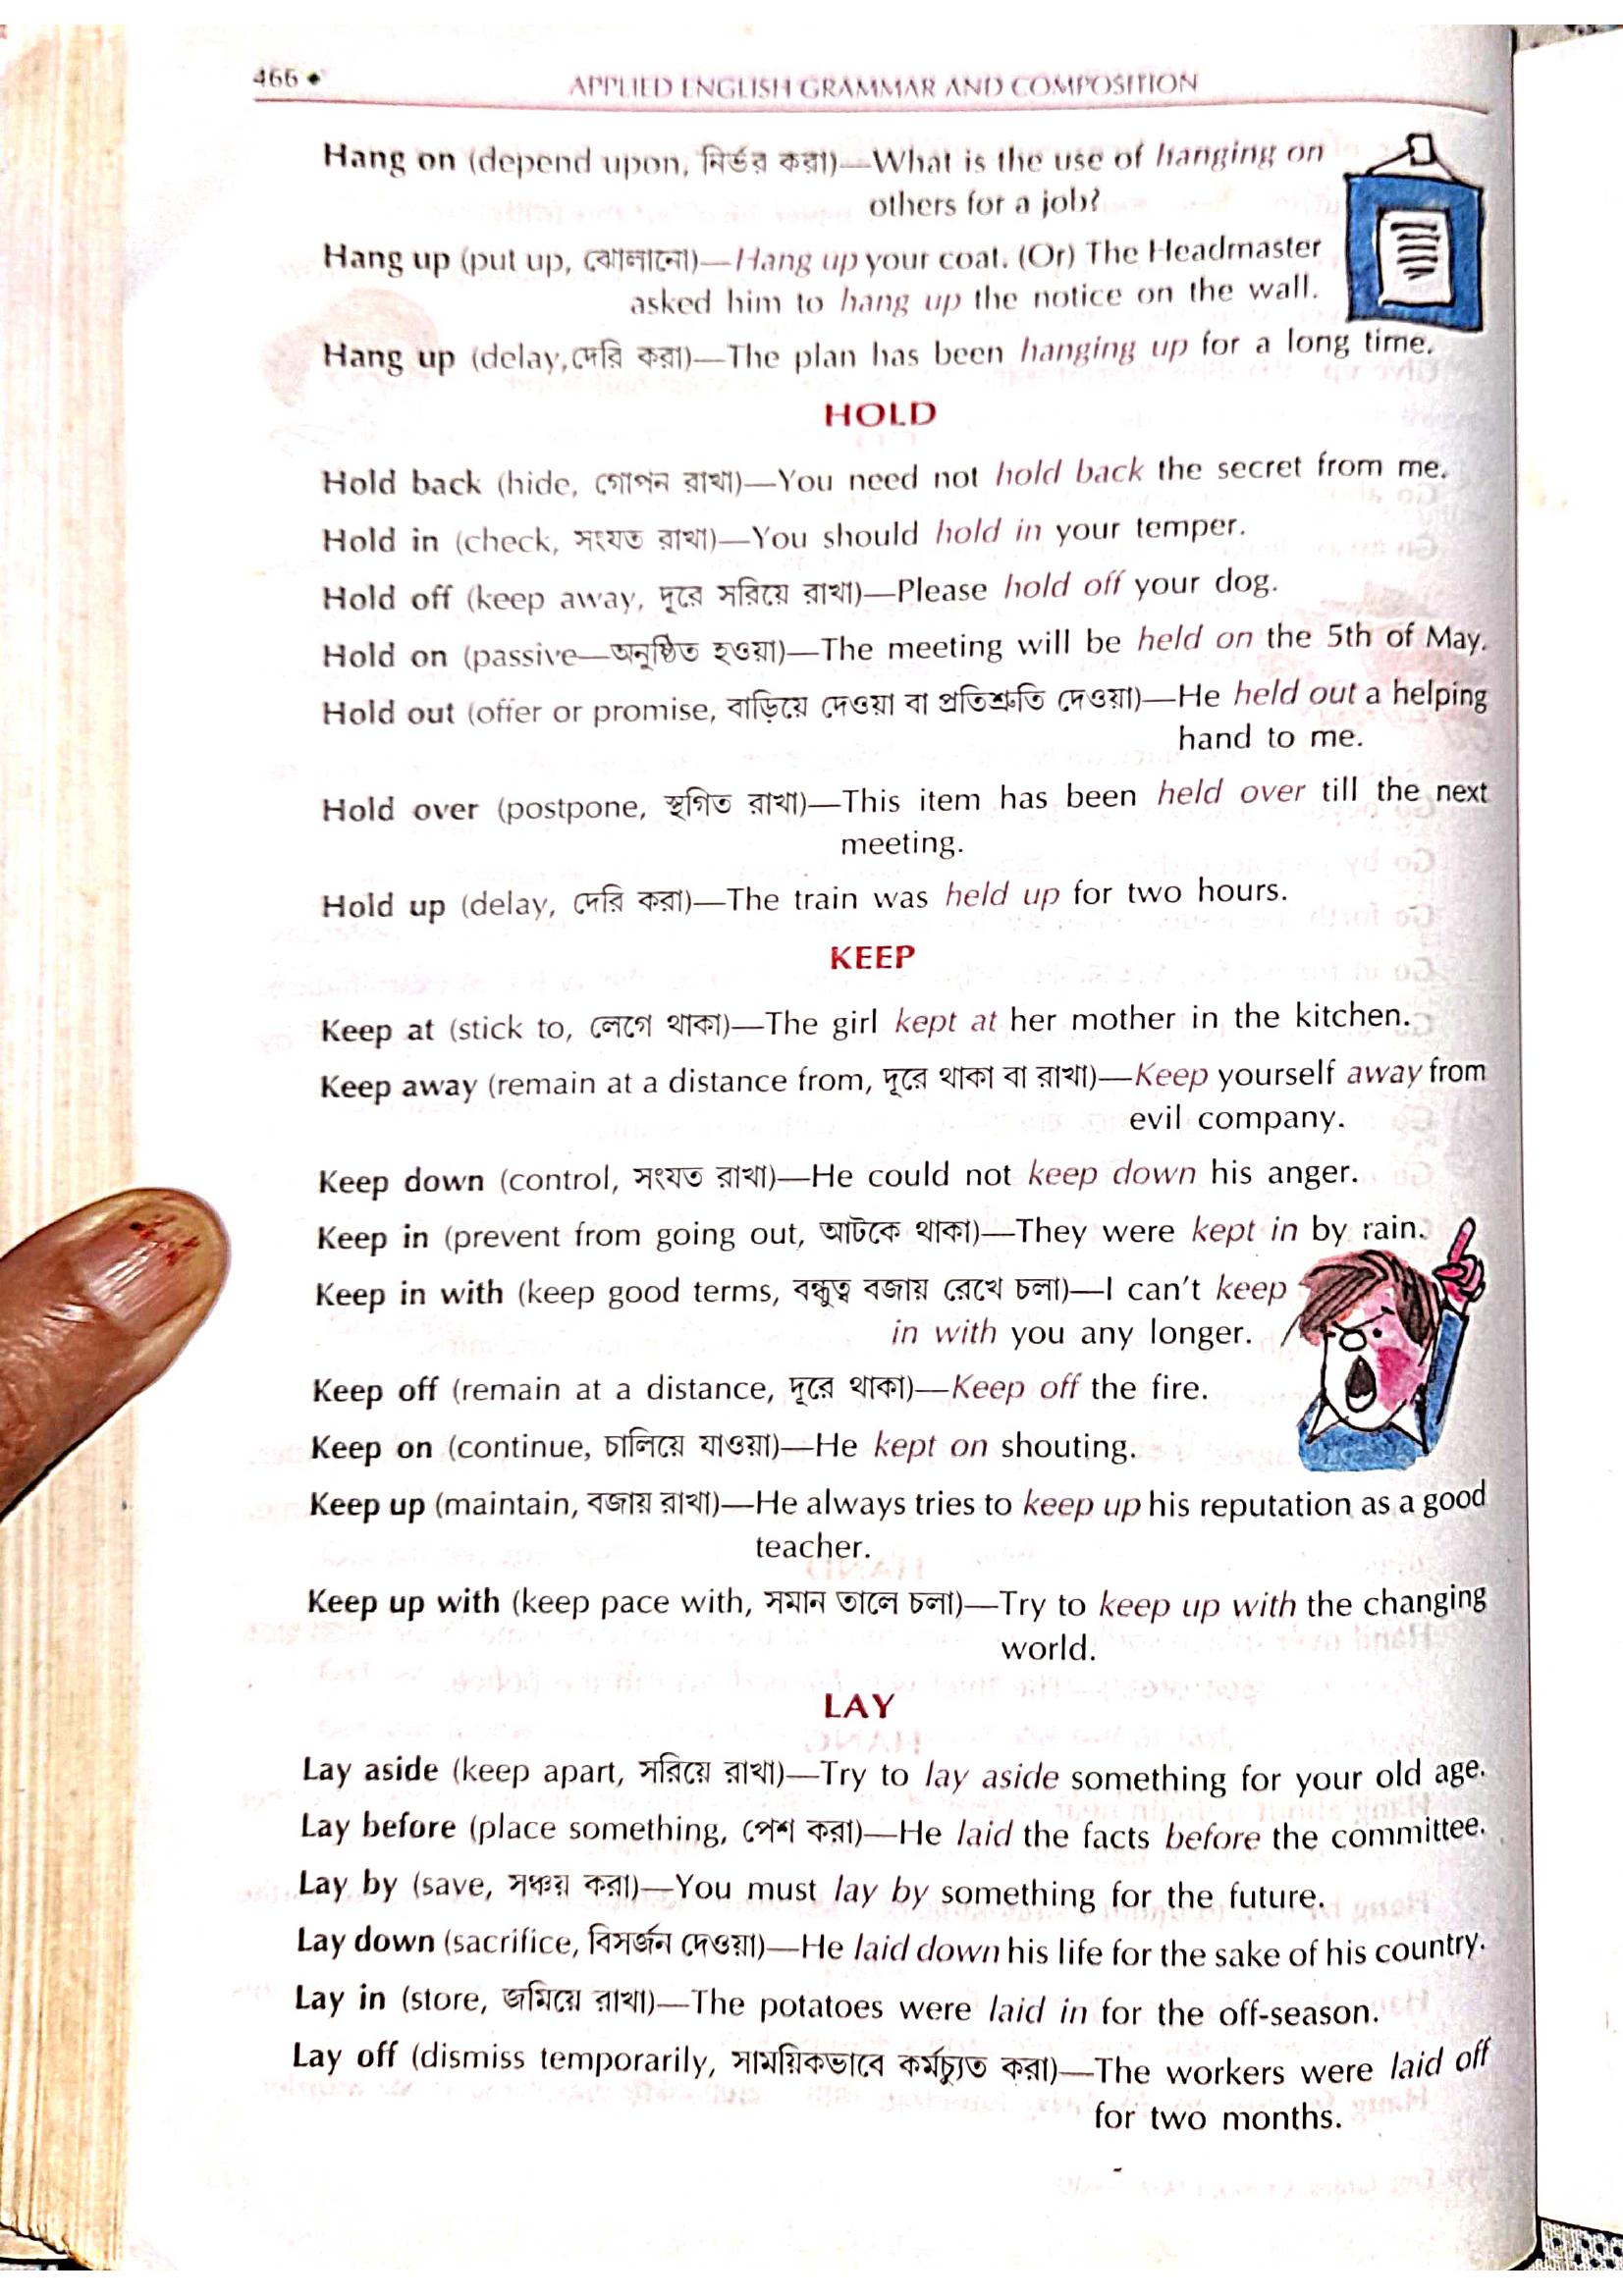 466 ◆ APPLIED ENGLISH GRAMMAR AND COMPOSITION
Hang on (depend upon, নির্ভর করা)—What is the use of hanging on
others for a job?
Hang up (put up, ঝোলানো)—Hang up your coat. (Or) The Headmaster
asked him to hang up the notice on the wall.
Hang up (delay, দেরি করা)—The plan has been hanging up for a long time.
HOLD
Hold back (hide, গোপন রাখা)—You need not hold back the secret from me.
Hold in (check, সংযত রাখা)—You should hold in your temper.
Hold off (keep away, দূরে সরিয়ে রাখা)—Please hold off your dog.
Hold on (passive—অনুষ্ঠিত হওয়া)—The meeting will be held on the 5th of May.
Hold out (offer or promise, বাড়িয়ে দেওয়া বা প্রতিশ্রুতি দেওয়া)—He held out a helping
hand to me.
Hold over (postpone, স্থগিত রাখা)—This item has been held over till the next
meeting.
Hold up (delay, দেরি করা)—The train was held up for two hours.
KEEP
Keep at (stick to, লেগে থাকা)—The girl kept at her mother in the kitchen.
Keep away (remain at a distance from, দূরে থাকা বা রাখা)—Keep yourself away from
evil company.
Keep down (control, সংযত রাখা)—He could not keep down his anger.
Keep in (prevent from going out, আটকে থাকা)—They were kept in by rain.
Keep in with (keep good terms, বন্ধুত্ব বজায় রেখে চলা)—I can't keep
in with you any longer.
Keep off (remain at a distance, দূরে থাকা)—Keep off the fire.
Keep on (continue, চালিয়ে যাওয়া)—He kept on shouting.
Keep up (maintain, বজায় রাখা)—He always tries to keep up his reputation as a good
teacher.
Keep up with (keep pace with, সমান তালে চলা)—Try to keep up with the changing
world.
LAY
Lay aside (keep apart, সরিয়ে রাখা)—Try to lay aside something for your old age.
Lay before (place something, পেশ করা)—He laid the facts before the committee.
Lay by (save, সঞ্চয় করা)—You must lay by something for the future.
Lay down (sacrifice, বিসর্জন দেওয়া)—He laid down his life for the sake of his country.
Lay in (store, জমিয়ে রাখা)—The potatoes were laid in for the off-season.
Lay off (dismiss temporarily, সাময়িকভাবে কর্মচ্যুত করা)—The workers were laid off
for two months.